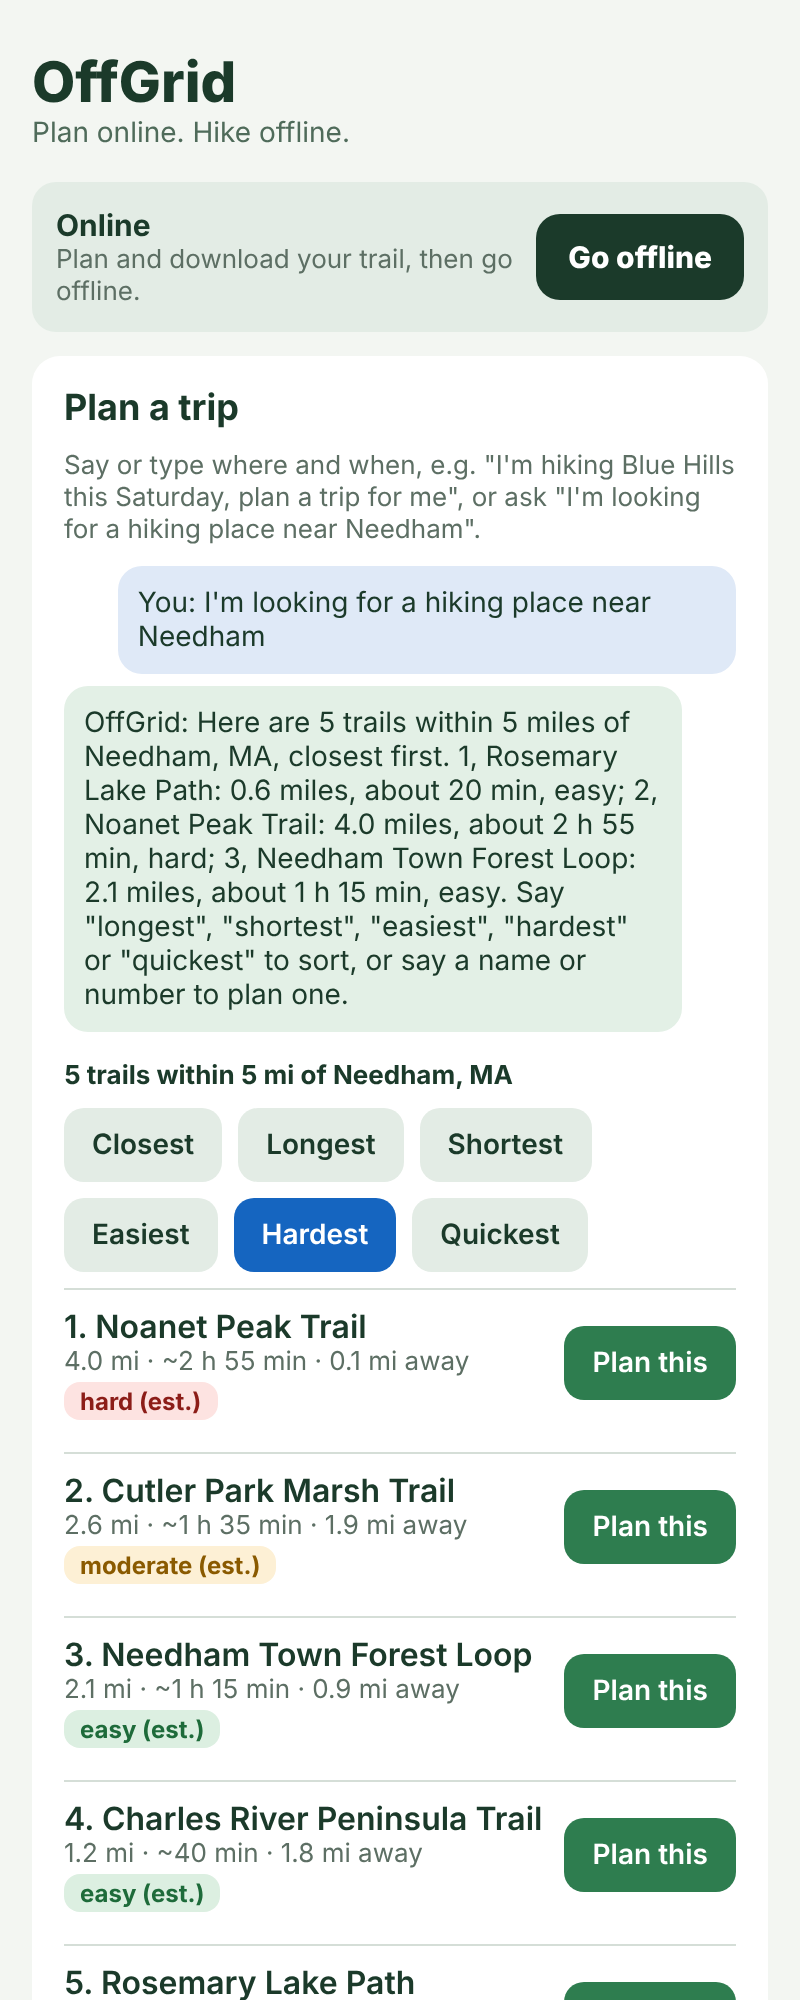 OffGrid
Plan online. Hike offline.
Online
Plan and download your trail, then go
offline.
Go offline
Plan a trip
Say or type where and when, e.g. "I'm hiking Blue Hills
this Saturday, plan a trip for me", or ask "I'm looking
for a hiking place near Needham".
You: I'm looking for a hiking place near
Needham
OffGrid: Here are 5 trails within 5 miles of
Needham, MA, closest first. 1, Rosemary
Lake Path: 0.6 miles, about 20 min, easy; 2,
Noanet Peak Trail: 4.0 miles, about 2 h 55
min, hard; 3, Needham Town Forest Loop:
2.1 miles, about 1 h 15 min, easy. Say
"longest", "shortest", "easiest", "hardest"
or "quickest" to sort, or say a name or
number to plan one.
5 trails within 5 mi of Needham, MA
Closest
Longest
Shortest
Easiest
Hardest
Quickest
1. Noanet Peak Trail
4.0 mi · ~2 h 55 min · 0.1 mi away
hard (est.)
Plan this
2. Cutler Park Marsh Trail
2.6 mi · ~1 h 35 min · 1.9 mi away
moderate (est.)
Plan this
3. Needham Town Forest Loop
2.1 mi · ~1 h 15 min · 0.9 mi away
easy (est.)
Plan this
4. Charles River Peninsula Trail
1.2 mi · ~40 min · 1.8 mi away
easy (est.)
Plan this
5. Rosemary Lake Path